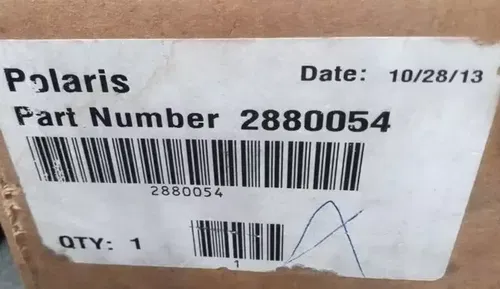 Polaris Date: 10/28/13
Part Number 2880054
2880054
QTY: 1
1